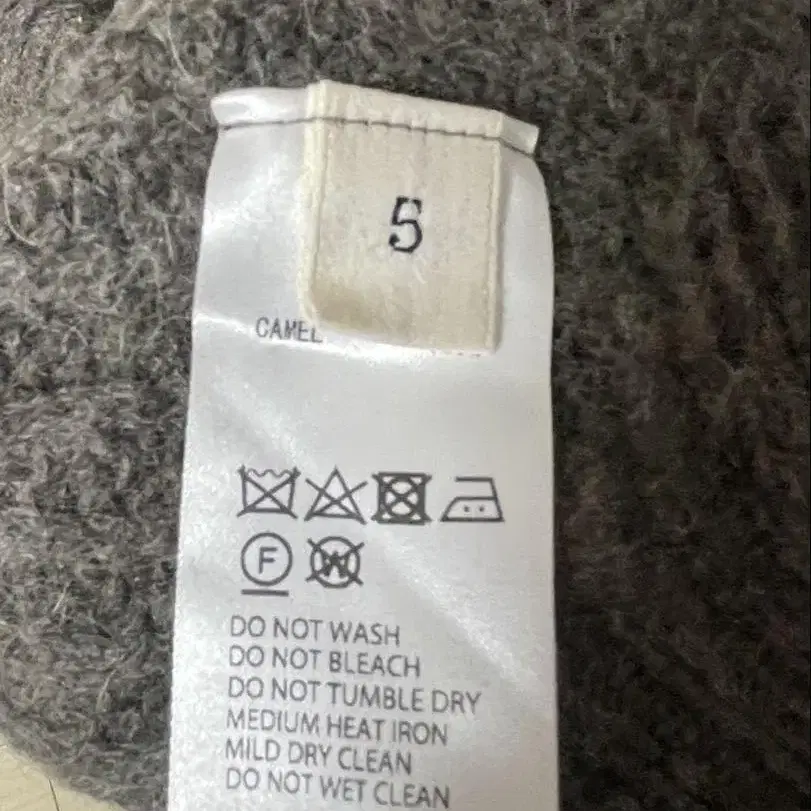 5
CAMEL
F
W
DO NOT WASH
DO NOT BLEACH
DO NOT TUMBLE DRY
MEDIUM HEAT IRON
MILD DRY CLEAN
DO NOT WET CLEAN